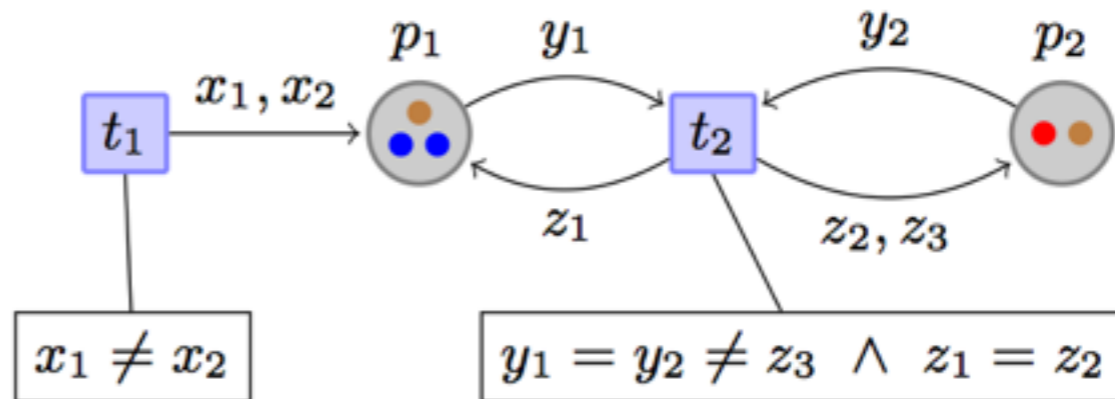 p₁ y₁ y₂ p₂
x₁, x₂
t₁ t₂
z₁ z₂, z₃
x₁ ≠ x₂
y₁ = y₂ ≠ z₃ ∧ z₁ = z₂